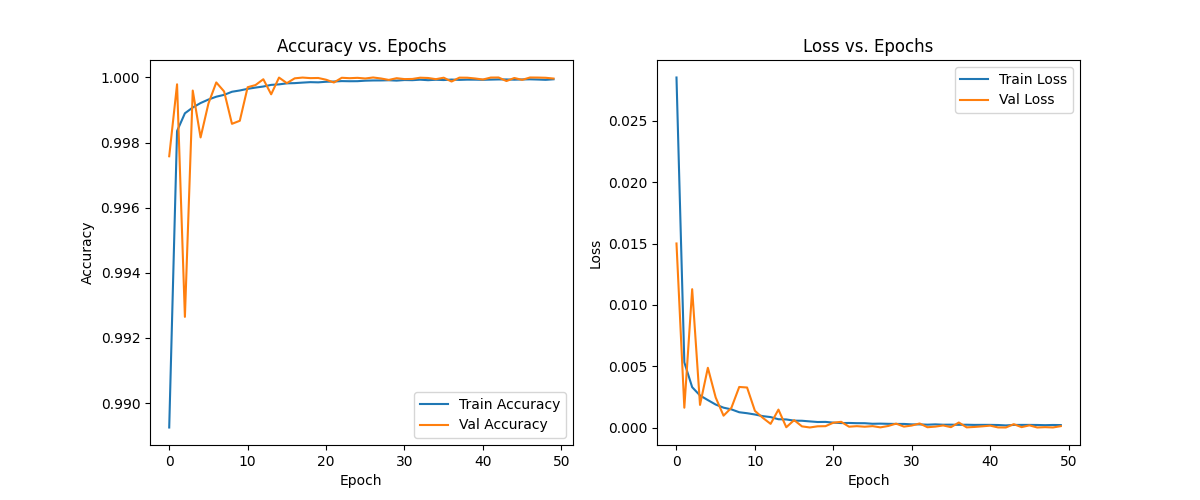 Accuracy vs. Epochs
1.000
0.998
0.996
0.994
0.992
0.990
Accuracy
0 10 20 30 40 50
Epoch
Train Accuracy
Val Accuracy
Loss vs. Epochs
0.025
0.020
0.015
0.010
0.005
0.000
Loss
0 10 20 30 40 50
Epoch
Train Loss
Val Loss